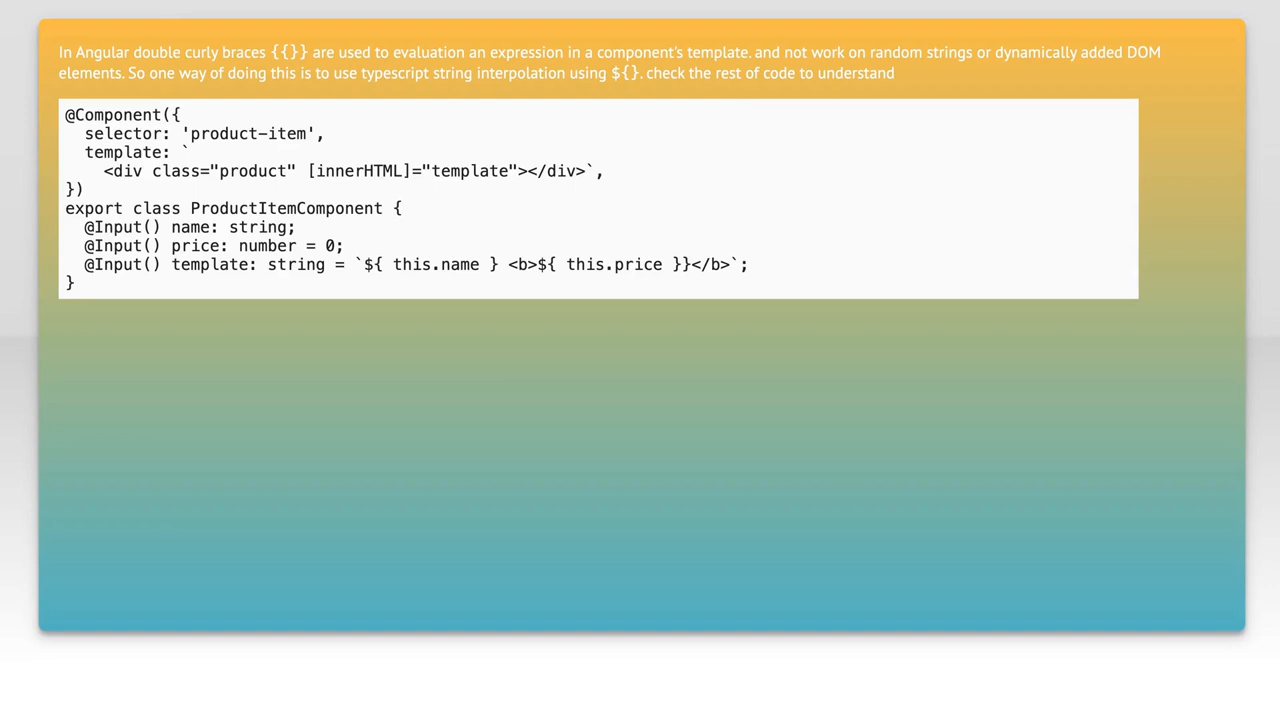 In Angular double curly braces {{}} are used to evaluation an expression in a component's template. and not work on random strings or dynamically added DOM
elements. So one way of doing this is to use typescript string interpolation using ${}. check the rest of code to understand
@Component({
  selector: 'product-item',
  template: `
    <div class="product" [innerHTML]="template"></div>`,
})
export class ProductItemComponent {
  @Input() name: string;
  @Input() price: number = 0;
  @Input() template: string = `${ this.name } <b>${ this.price }}</b>`;
}